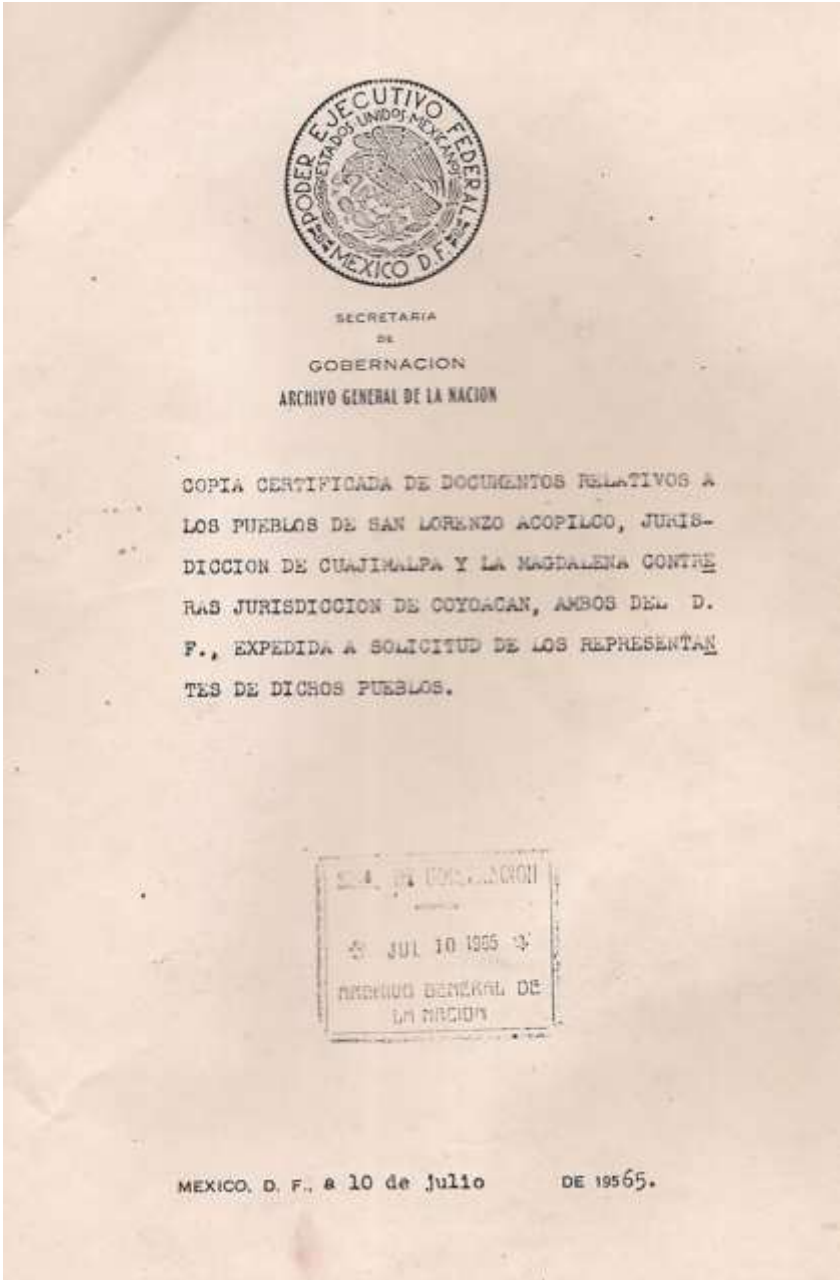 PODER EJECUTIVO FEDERAL
ESTADOS UNIDOS MEXICANOS
MEXICO D.F.
SECRETARIA
DE
GOBERNACION
ARCHIVO GENERAL DE LA NACION
COPIA CERTIFICADA DE DOCUMENTOS RELATIVOS A
LOS PUEBLOS DE SAN LORENZO ACOPILCO, JURIS-
DICCION DE CUAJIMALPA Y LA MAGDALENA CONTRE
RAS JURISDICCION DE COYOACAN, AMBOS DEL D.
F., EXPEDIDA A SOLICITUD DE LOS REPRESENTAN
TES DE DICHOS PUEBLOS.
DE GOBERNACION
JUL 10 1965
ARCHIVO GENERAL DE
LA NACION
MEXICO, D. F., a 10 de julio DE 19565.